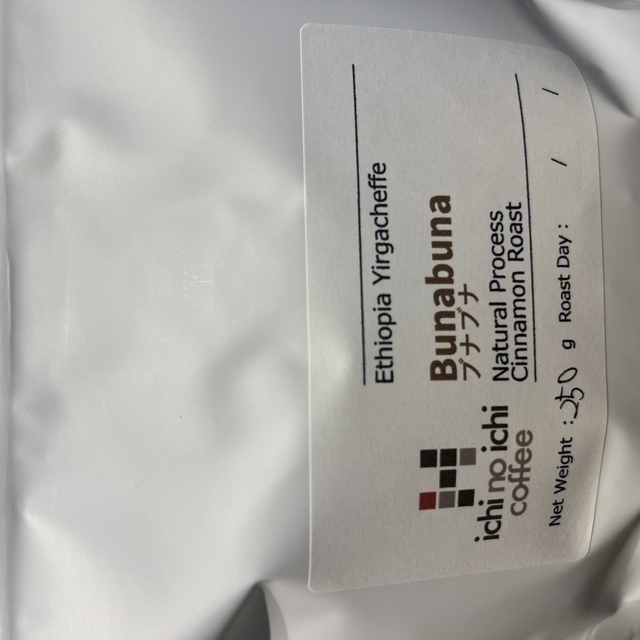 Ethiopia Yirgacheffe
Bunabuna
ブナブナ
Natural Process
Cinnamon Roast
ichi no ichi
coffee
Net Weight : 250 g Roast Day : / /